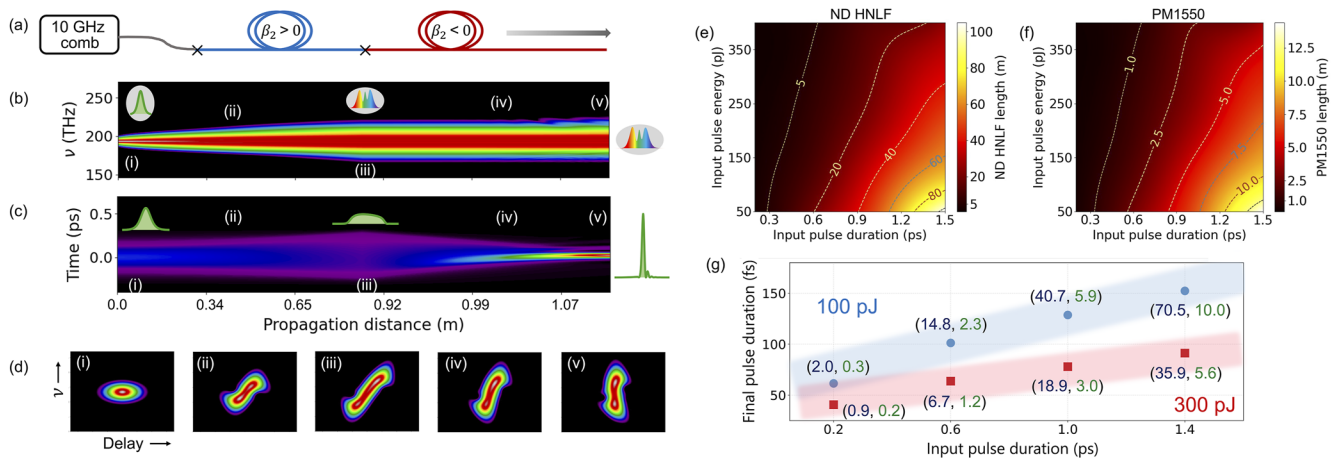 (a)
10 GHz
comb
β₂ > 0
β₂ < 0
(b)
ν (THz)
250
200
150
(i)
(ii)
(iii)
(iv)
(v)
(c)
Time (ps)
0.5
0.0
(i)
(ii)
(iii)
(iv)
(v)
0.0
0.34
0.65
0.92
0.99
1.07
Propagation distance (m)
(d)
ν
(i)
(ii)
(iii)
(iv)
(v)
Delay
(e)
ND HNLF
Input pulse energy (pJ)
350
250
150
50
5
20
40
60
80
0.3
0.6
0.9
1.2
1.5
Input pulse duration (ps)
100
80
60
40
20
5
ND HNLF length (m)
(f)
PM1550
Input pulse energy (pJ)
350
250
150
50
1.0
2.5
5.0
7.5
10.0
0.3
0.6
0.9
1.2
1.5
Input pulse duration (ps)
12.5
10.0
7.5
5.0
2.5
1.0
PM1550 length (m)
(g)
Final pulse duration (fs)
150
100
50
100 pJ
(2.0, 0.3)
(14.8, 2.3)
(40.7, 5.9)
(70.5, 10.0)
(0.9, 0.2)
(6.7, 1.2)
(18.9, 3.0)
(35.9, 5.6)
300 pJ
0.2
0.6
1.0
1.4
Input pulse duration (ps)